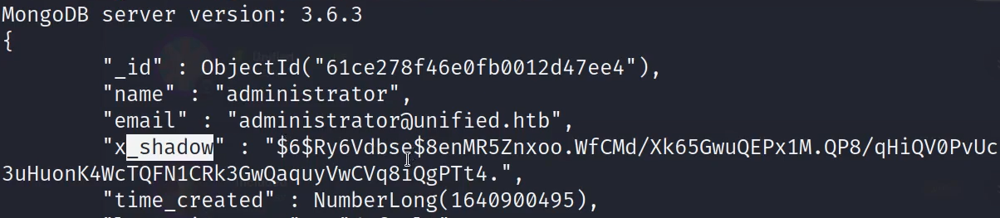 MongoDB server version: 3.6.3
{
"_id" : ObjectId("61ce278f46e0fb0012d47ee4"),
"name" : "administrator",
"email" : "administrator@unified.htb",
"x_shadow" : "$6$Ry6Vdbse$8enMR5Znxoo.WfCMd/Xk65GwuQEPx1M.QP8/qHiQV0PvUc
3uHuonK4WcTQFN1CRk3GwQaquyVwCVq8iQgPTt4.",
"time_created" : NumberLong(1640900495),